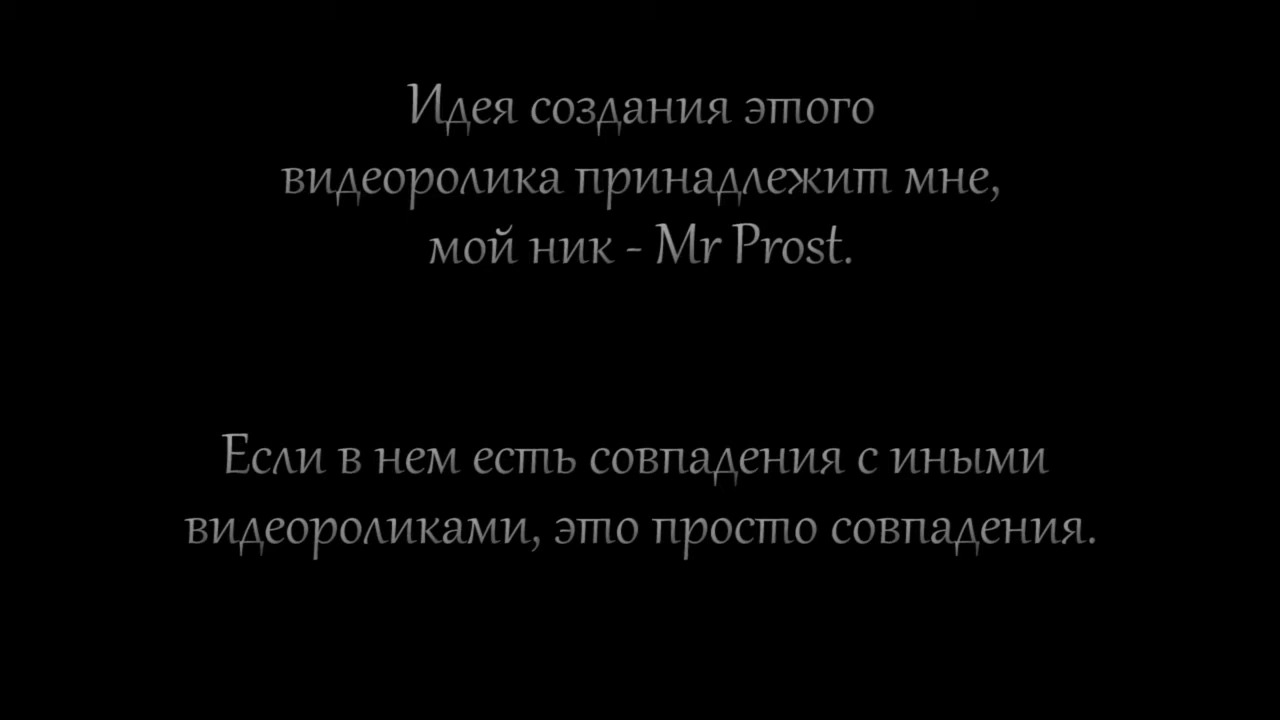 Идея создания этого
видеоролика принадлежит мне,
мой ник - Mr Prost.
Если в нем есть совпадения с иными
видеороликами, это просто совпадения.